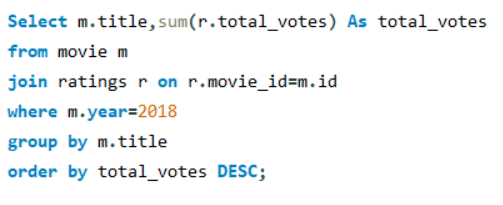 Select m.title,sum(r.total_votes) As total_votes
from movie m
join ratings r on r.movie_id=m.id
where m.year=2018
group by m.title
order by total_votes DESC;